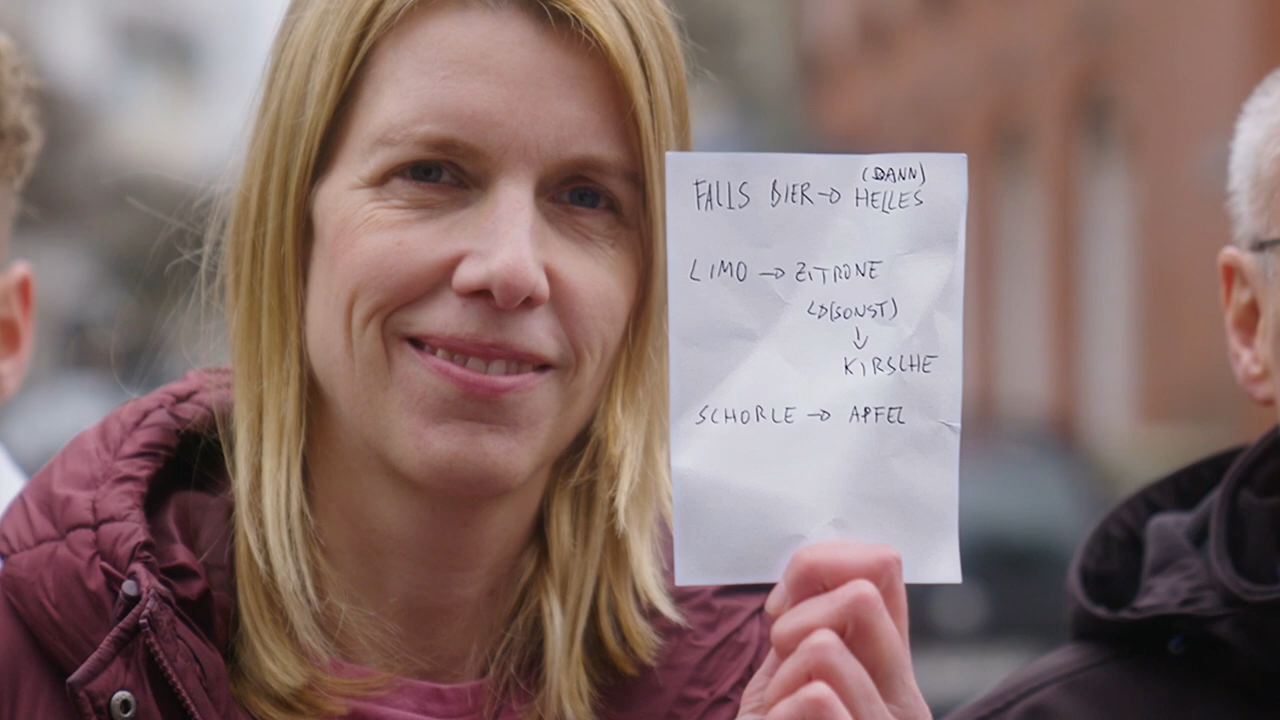 (DANN)
FALLS BIER → HELLES
LIMO → ZITRONE
↳(SONST)
↓
KIRSCHE
SCHORLE → APFEL